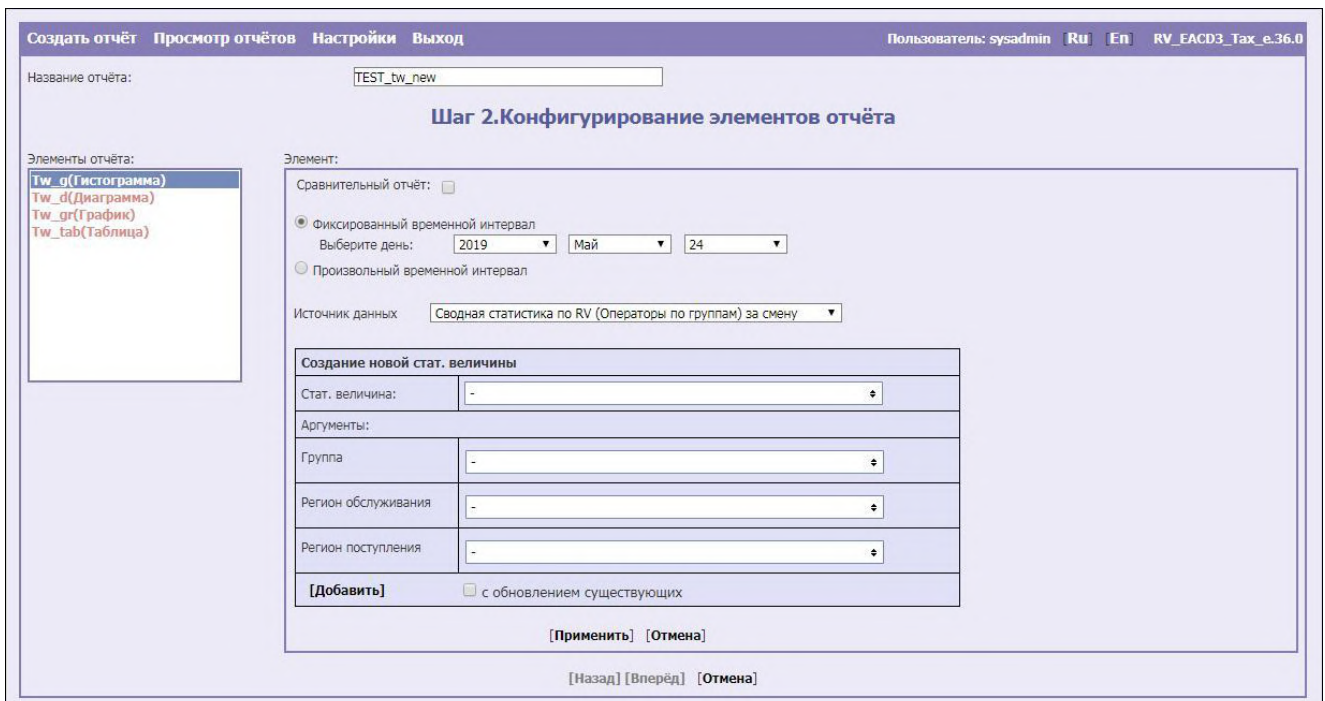 Создать отчёт Просмотр отчётов Настройки Выход Пользователь: sysadmin [Ru] [En] RV_EACD3_Tax_e.36.0
Название отчёта: TEST_tw_new
Шаг 2.Конфигурирование элементов отчёта
Элементы отчёта:
Tw_g(Гистограмма)
Tw_d(Диаграмма)
Tw_gr(График)
Tw_tab(Таблица)
Элемент:
Сравнительный отчёт:
Фиксированный временной интервал
Выберите день: 2019 Май 24
Произвольный временной интервал
Источник данных Сводная статистика по RV (Операторы по группам) за смену
Создание новой стат. величины
Стат. величина: -
Аргументы:
Группа -
Регион обслуживания -
Регион поступления -
[Добавить] с обновлением существующих
[Применить] [Отмена]
[Назад] [Вперёд] [Отмена]